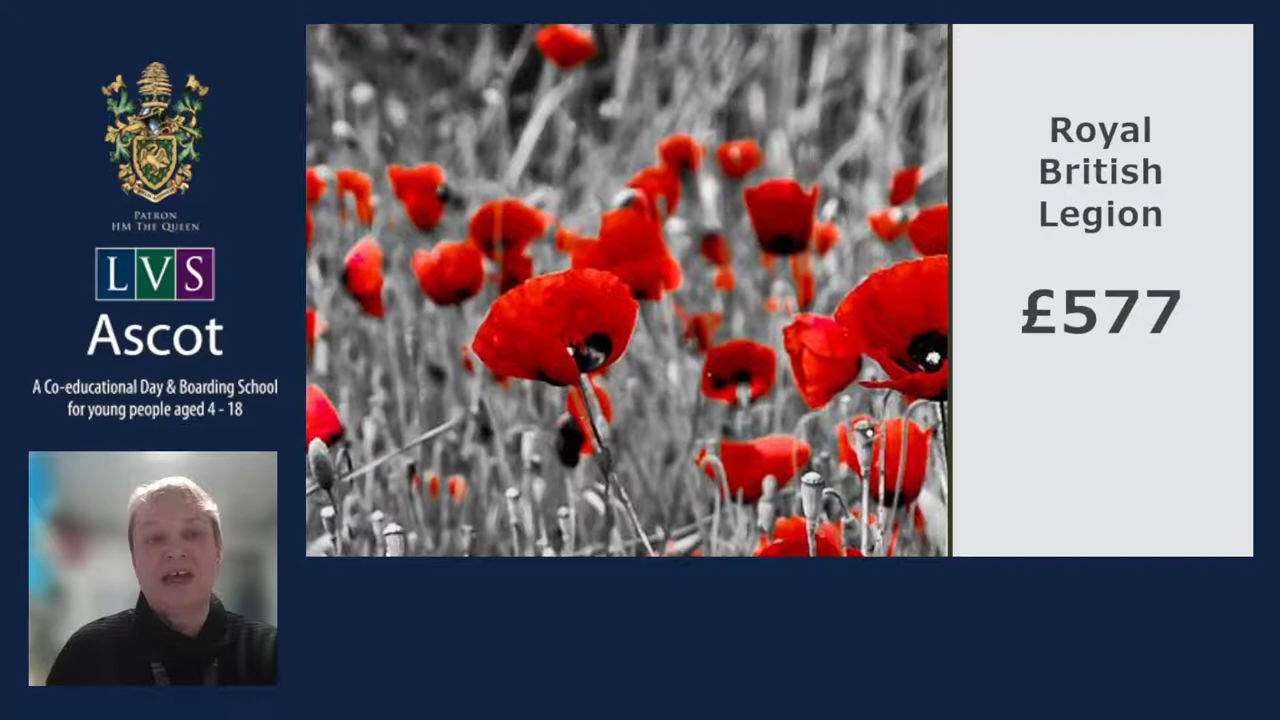 PATRON
HM THE QUEEN
LVS
Ascot
A Co-educational Day & Boarding School
for young people aged 4 - 18
Royal
British
Legion
£577